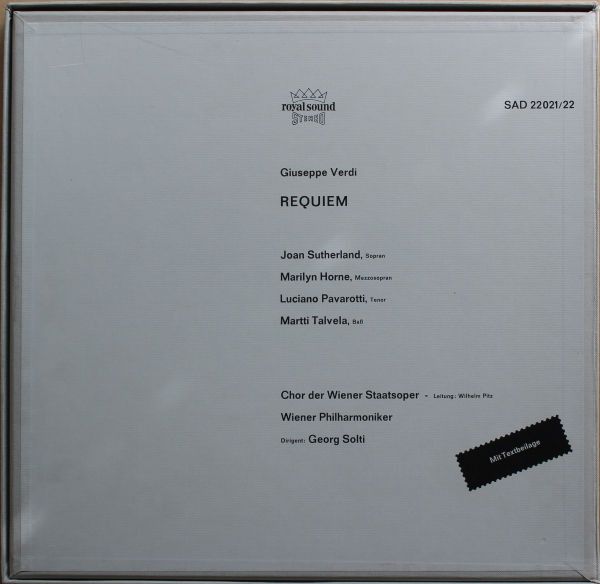 royal sound
STEREO
SAD 22021/22
Giuseppe Verdi
REQUIEM
Joan Sutherland, Sopran
Marilyn Horne, Mezzosopran
Luciano Pavarotti, Tenor
Martti Talvela, Baß
Chor der Wiener Staatsoper - Leitung: Wilhelm Pitz
Wiener Philharmoniker
Dirigent: Georg Solti
Mit Textbeilage